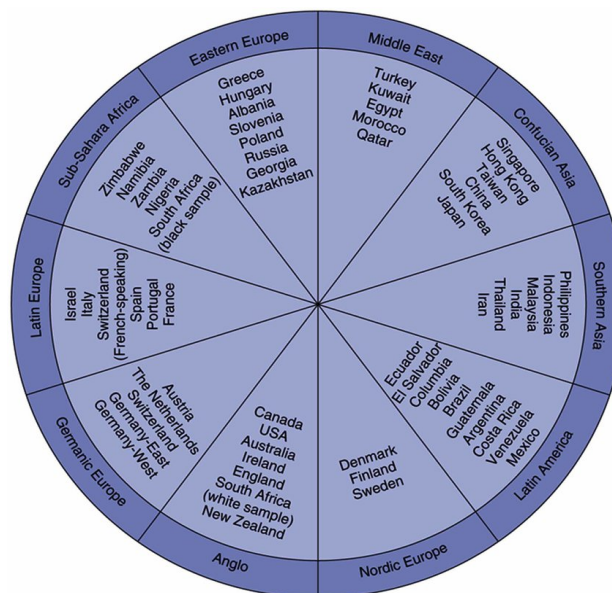 Eastern Europe
Greece
Hungary
Albania
Slovenia
Poland
Russia
Georgia
Kazakhstan
Middle East
Turkey
Kuwait
Egypt
Morocco
Qatar
Confucian Asia
Singapore
Hong Kong
Taiwan
China
South Korea
Japan
Southern Asia
Philippines
Indonesia
Malaysia
India
Thailand
Iran
Latin America
Ecuador
El Salvador
Columbia
Bolivia
Brazil
Guatemala
Argentina
Costa Rica
Venezuela
Mexico
Nordic Europe
Denmark
Finland
Sweden
Anglo
Canada
USA
Australia
Ireland
England
South Africa
(white sample)
New Zealand
Germanic Europe
Austria
The Netherlands
Switzerland
Germany-East
Germany-West
Latin Europe
Israel
Italy
Switzerland
(French-speaking)
Spain
Portugal
France
Sub-Sahara Africa
Zimbabwe
Namibia
Zambia
Nigeria
South Africa
(black sample)